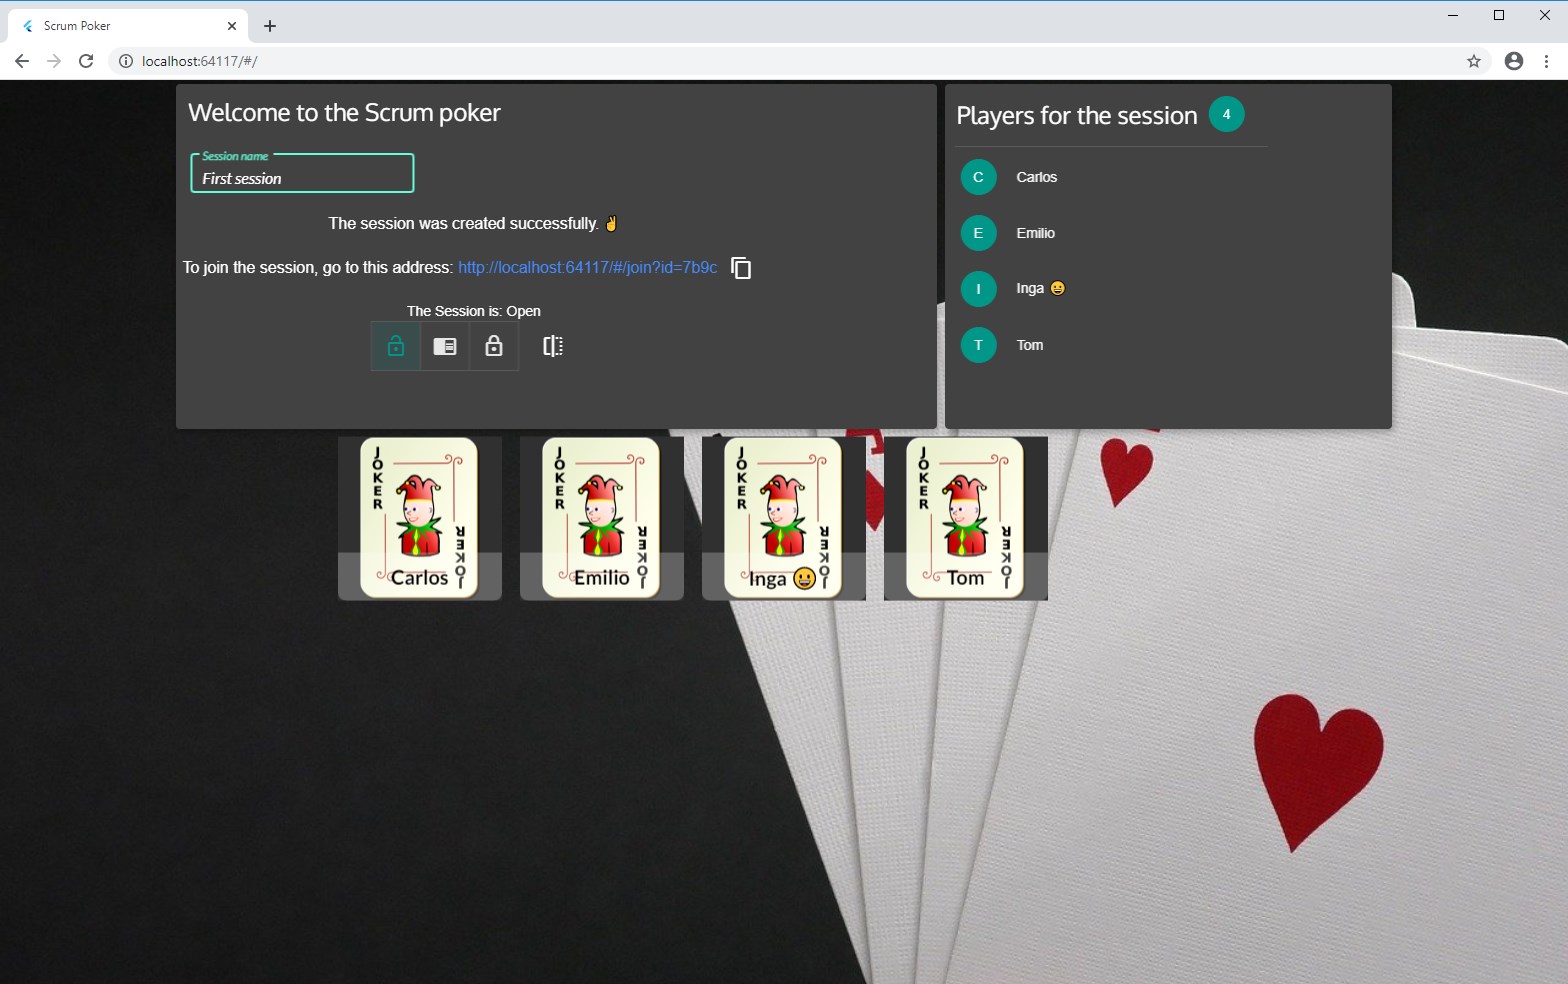 Scrum Poker
localhost:64117/#/
Welcome to the Scrum poker
Session name
First session
The session was created successfully. ✌
To join the session, go to this address: http://localhost:64117/#/join?id=7b9c
The Session is: Open
Players for the session 4
C Carlos
E Emilio
I Inga 😀
T Tom
JOKER
JOKER
Carlos
JOKER
JOKER
Emilio
JOKER
JOKER
Inga 😀
JOKER
JOKER
Tom